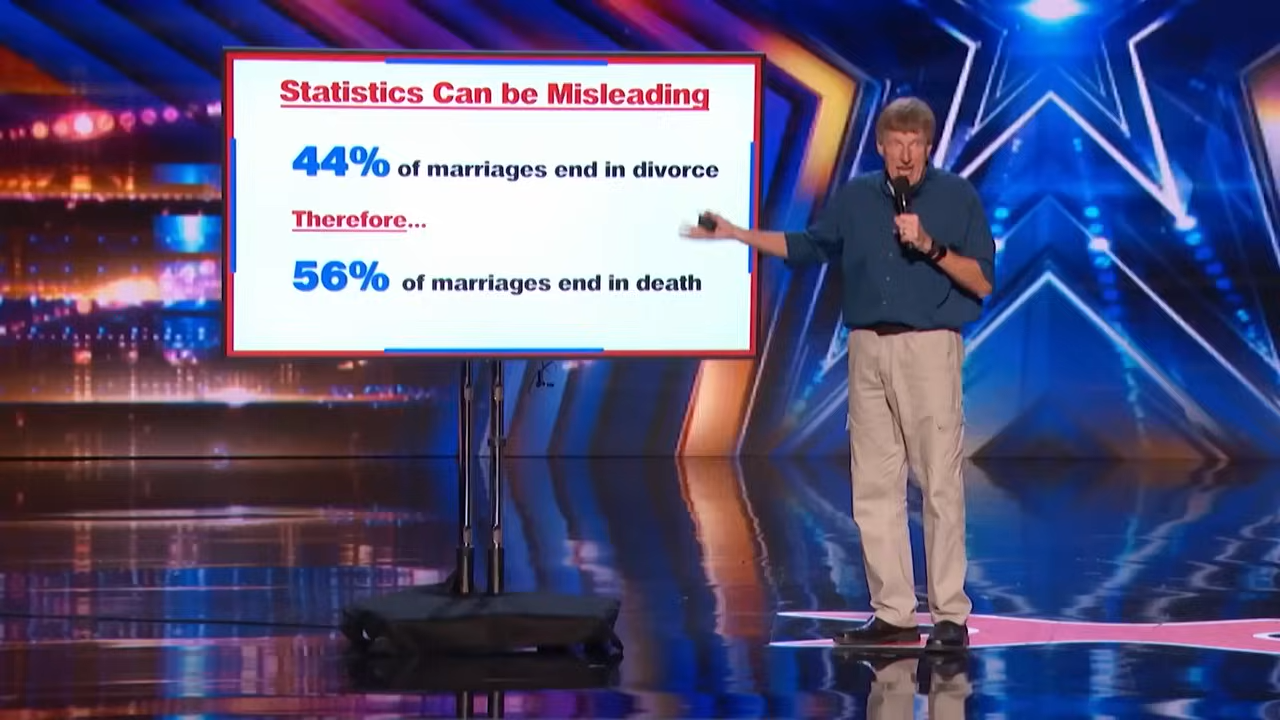 Statistics Can be Misleading
44% of marriages end in divorce
Therefore...
56% of marriages end in death